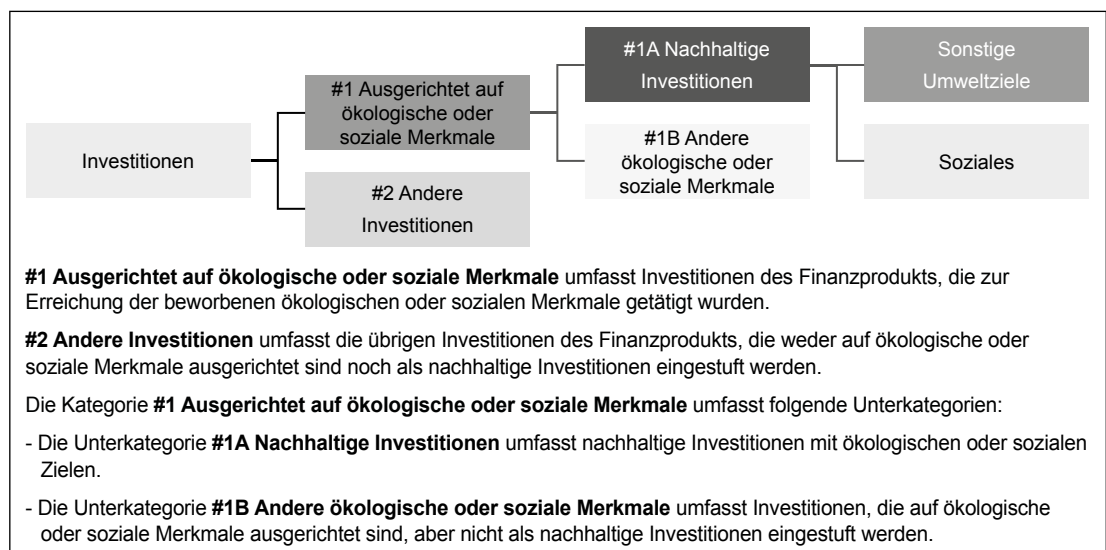 #1A Nachhaltige
Investitionen
Sonstige
Umweltziele
#1 Ausgerichtet auf
ökologische oder
soziale Merkmale
Investitionen
#1B Andere
ökologische oder
soziale Merkmale
Soziales
#2 Andere
Investitionen
#1 Ausgerichtet auf ökologische oder soziale Merkmale umfasst Investitionen des Finanzprodukts, die zur
Erreichung der beworbenen ökologischen oder sozialen Merkmale getätigt wurden.
#2 Andere Investitionen umfasst die übrigen Investitionen des Finanzprodukts, die weder auf ökologische oder
soziale Merkmale ausgerichtet sind noch als nachhaltige Investitionen eingestuft werden.
Die Kategorie #1 Ausgerichtet auf ökologische oder soziale Merkmale umfasst folgende Unterkategorien:
- Die Unterkategorie #1A Nachhaltige Investitionen umfasst nachhaltige Investitionen mit ökologischen oder sozialen
Zielen.
- Die Unterkategorie #1B Andere ökologische oder soziale Merkmale umfasst Investitionen, die auf ökologische
oder soziale Merkmale ausgerichtet sind, aber nicht als nachhaltige Investitionen eingestuft werden.